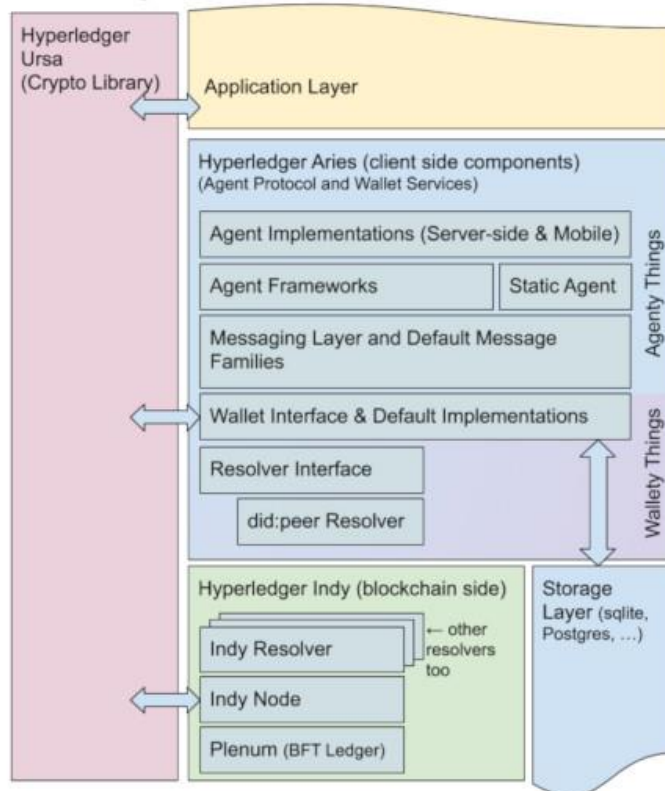 Hyperledger
Ursa
(Crypto Library)
Application Layer
Hyperledger Aries (client side components)
(Agent Protocol and Wallet Services)
Agent Implementations (Server-side & Mobile)
Agent Frameworks
Static Agent
Messaging Layer and Default Message
Families
Agenty Things
Wallet Interface & Default Implementations
Resolver Interface
did:peer Resolver
Wallety Things
Hyperledger Indy (blockchain side)
Indy Resolver
← other
resolvers
too
Indy Node
Plenum (BFT Ledger)
Storage
Layer (sqlite,
Postgres, …)